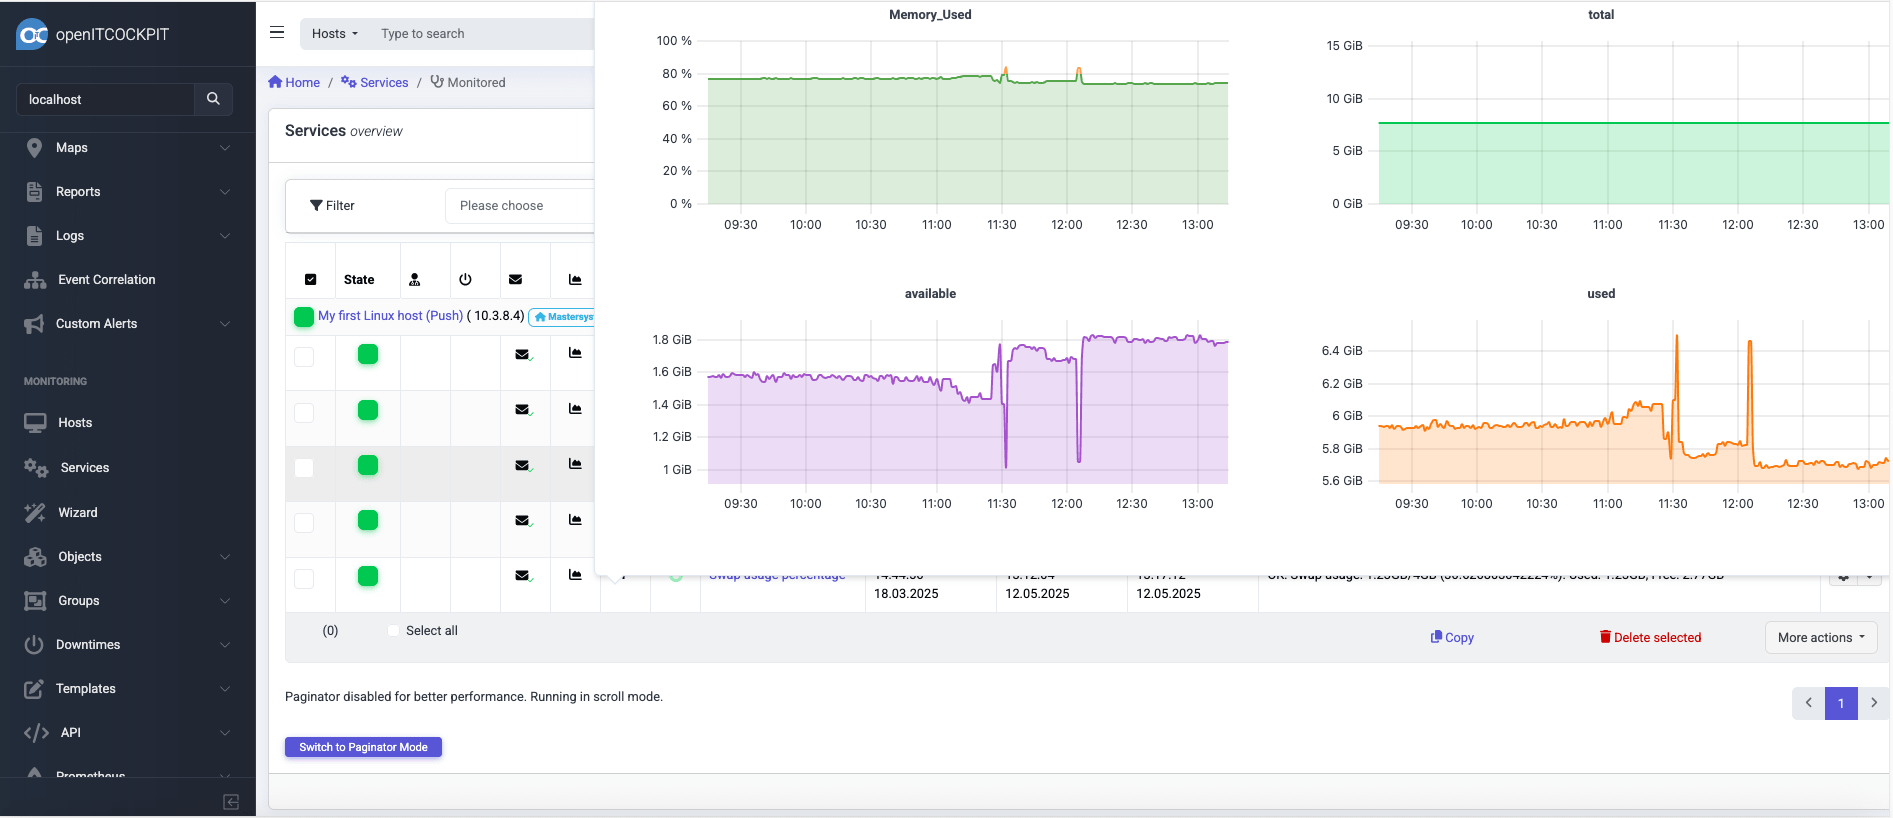 openITCOCKPIT
localhost
Maps
Reports
Logs
Event Correlation
Custom Alerts
MONITORING
Hosts
Services
Wizard
Objects
Groups
Downtimes
Templates
API
Prometheus
Hosts
Type to search
Home / Services / Monitored
Services overview
Filter
Please choose
State
My first Linux host (Push) ( 10.3.8.4) Mastersys
Memory_Used
100 %
80 %
60 %
40 %
20 %
0 %
09:30 10:00 10:30 11:00 11:30 12:00 12:30 13:00
total
15 GiB
10 GiB
5 GiB
0 GiB
09:30 10:00 10:30 11:00 11:30 12:00 12:30 13:00
available
1.8 GiB
1.6 GiB
1.4 GiB
1.2 GiB
1 GiB
09:30 10:00 10:30 11:00 11:30 12:00 12:30 13:00
used
6.4 GiB
6.2 GiB
6 GiB
5.8 GiB
5.6 GiB
09:30 10:00 10:30 11:00 11:30 12:00 12:30 13:00
Swap usage percentage
18.03.2025
12.05.2025
12.05.2025
(0)
Select all
Copy
Delete selected
More actions
Paginator disabled for better performance. Running in scroll mode.
1
Switch to Paginator Mode